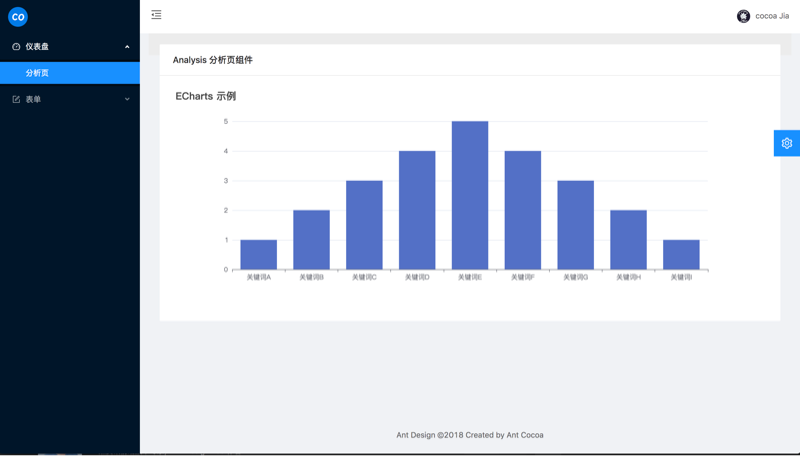 CO
cocoa Jia
仪表盘
分析页
表单
Analysis 分析页组件
ECharts 示例
5
4
3
2
1
0
关键词A 关键词B 关键词C 关键词D 关键词E 关键词F 关键词G 关键词H 关键词I
Ant Design ©2018 Created by Ant Cocoa